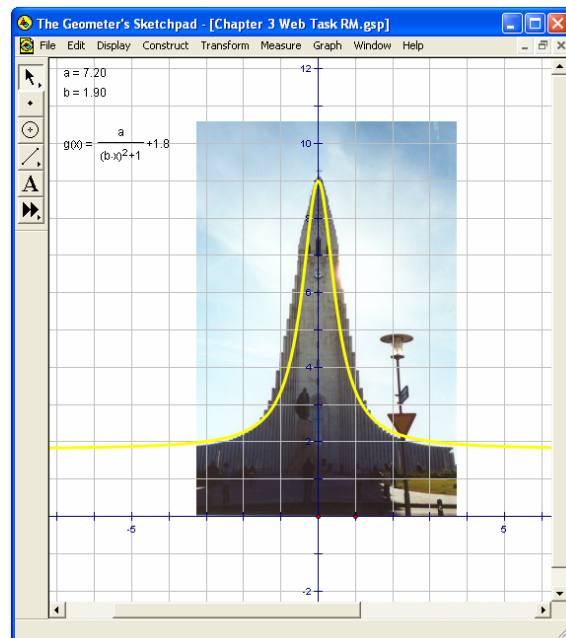 The Geometer's Sketchpad - [Chapter 3 Web Task RM.gsp]
File Edit Display Construct Transform Measure Graph Window Help
A
a = 7.20
b = 1.90
g(x) = a/((b·x)²+1) +1.8
12
10
8
6
4
2
-5
5
-2